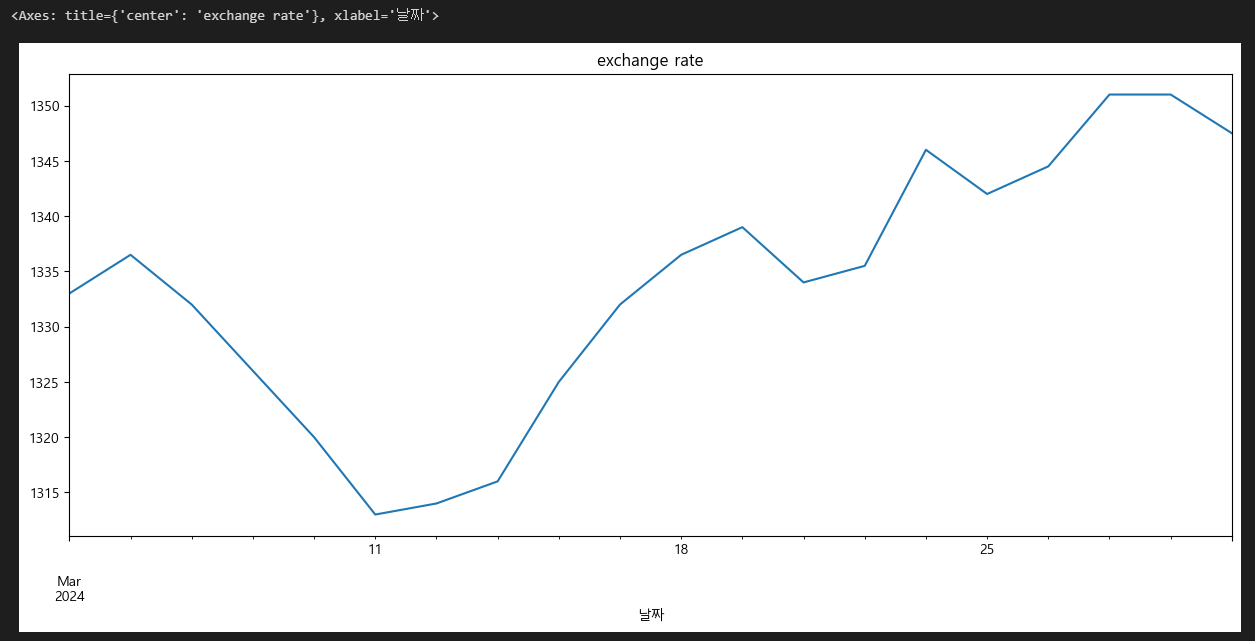 <Axes: title={'center': 'exchange rate'}, xlabel='날짜'>
exchange rate
1350
1345
1340
1335
1330
1325
1320
1315
11 18 25
Mar
2024
날짜